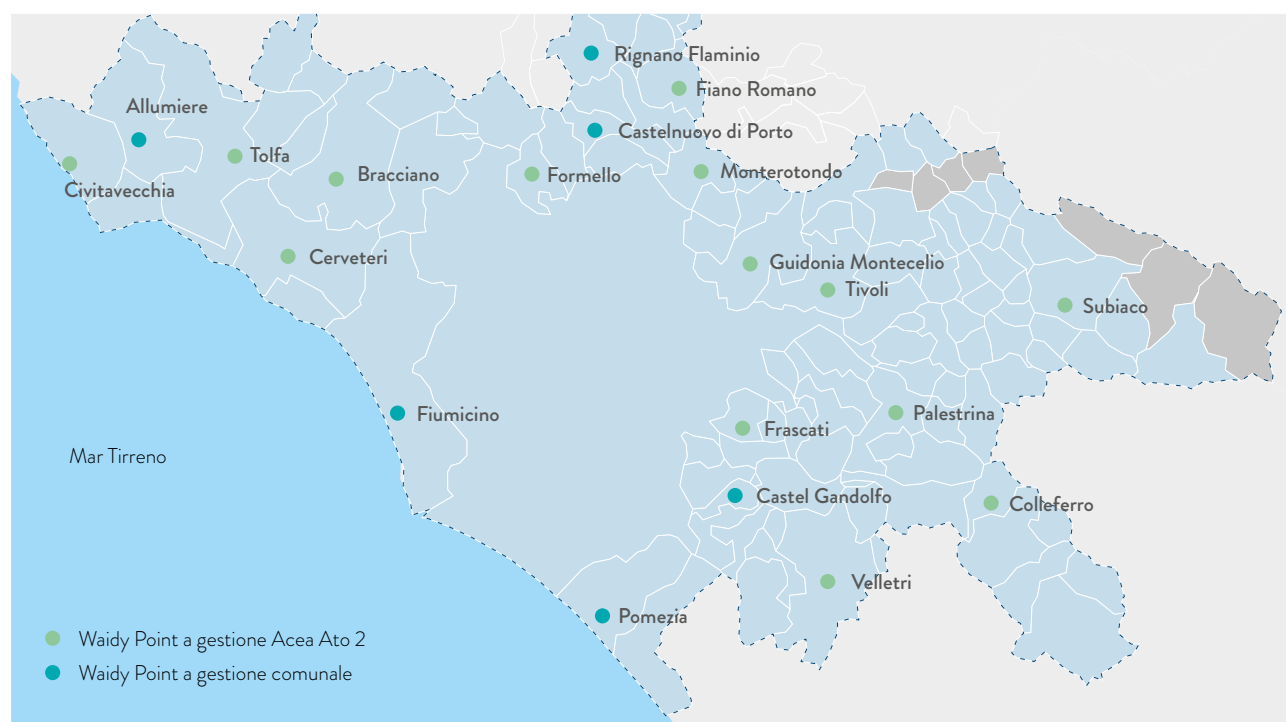 Rignano Flaminio
Fiano Romano
Allumiere
Castelnuovo di Porto
Tolfa
Bracciano
Formello
Monterotondo
Civitavecchia
Cerveteri
Guidonia Montecelio
Tivoli
Subiaco
Fiumicino
Palestrina
Frascati
Mar Tirreno
Castel Gandolfo
Colleferro
Velletri
Pomezia
Waidy Point a gestione Acea Ato 2
Waidy Point a gestione comunale